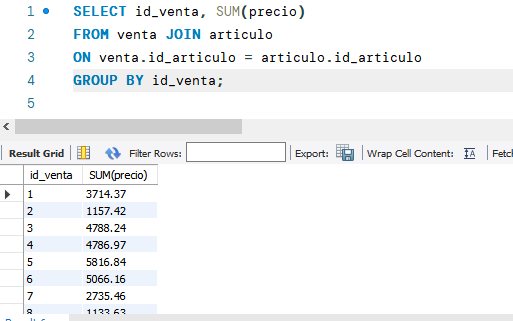 1 SELECT id_venta, SUM(precio)
2 FROM venta JOIN articulo
3 ON venta.id_articulo = articulo.id_articulo
4 GROUP BY id_venta;
5
Result Grid Filter Rows: Export: Wrap Cell Content: Fetch
id_venta SUM(precio)
1 3714.37
2 1157.42
3 4788.24
4 4786.97
5 5816.84
6 5066.16
7 2735.46
8 1133.63